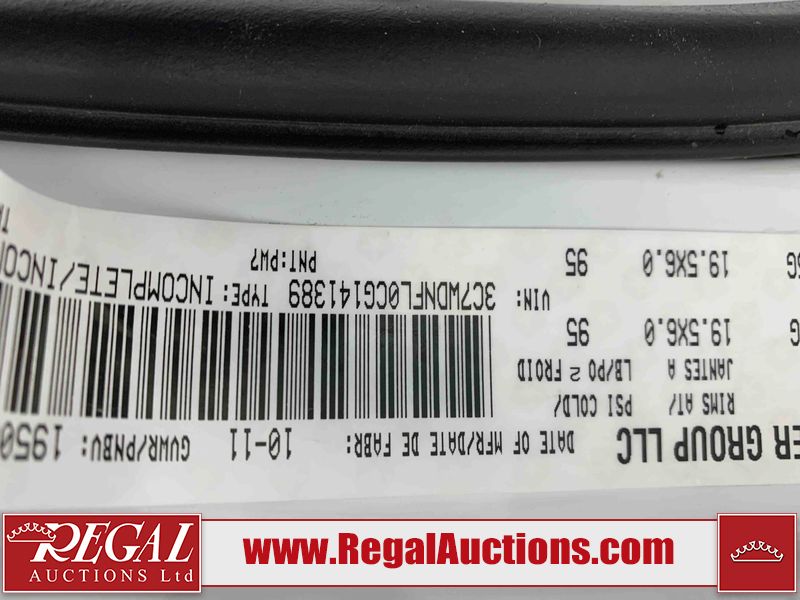 ER GROUP LLC DATE OF MFR/DATE DE FABR: 10-11 GVWR/PNBV: 1950
RIMS AT/ PSI COLD/
JANTES A LB/PO 2 FROID
G 19.5X6.0 95
VIN: 3C7WDNFL0CG141389 TYPE: INCOMPLETE/INCOM
G 19.5X6.0 95
PNT:PW7
REGAL
AUCTIONS Ltd
www.RegalAuctions.com